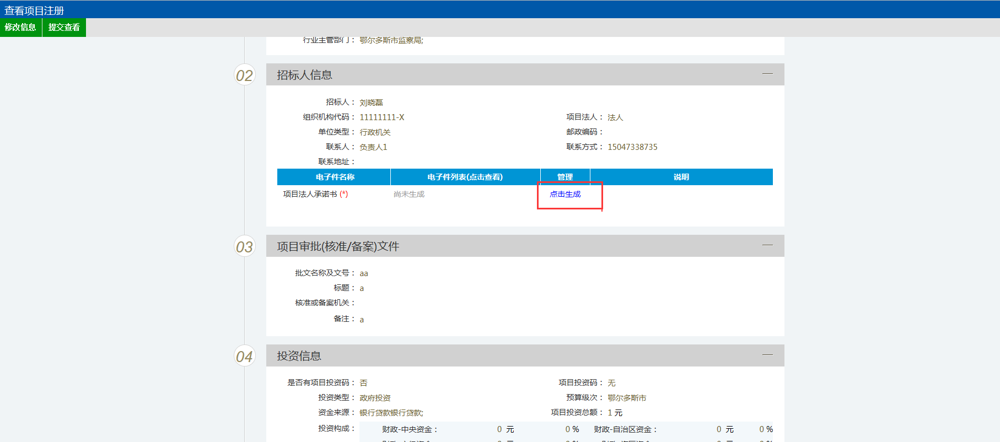 查看项目注册
修改信息 提交查看
行业主管部门： 鄂尔多斯市监察局;
02 招标人信息
招标人： 刘晓磊
组织机构代码： 11111111-X 项目法人： 法人
单位类型： 行政机关 邮政编码：
联系人： 负责人1 联系方式： 15047338735
联系地址：
电子件名称 电子件列表(点击查看) 管理 说明
项目法人承诺书 (*) 尚未生成 点击生成
03 项目审批(核准/备案)文件
批文名称及文号： aa
标题： a
核准或备案机关：
备注： a
04 投资信息
是否有项目投资码： 否 项目投资码： 无
投资类型： 政府投资 预算级次： 鄂尔多斯市
资金来源： 银行贷款银行贷款; 项目投资总额： 1 元
投资构成： 财政-中央资金： 0 元 0 % 财政-自治区资金： 0 元 0 %